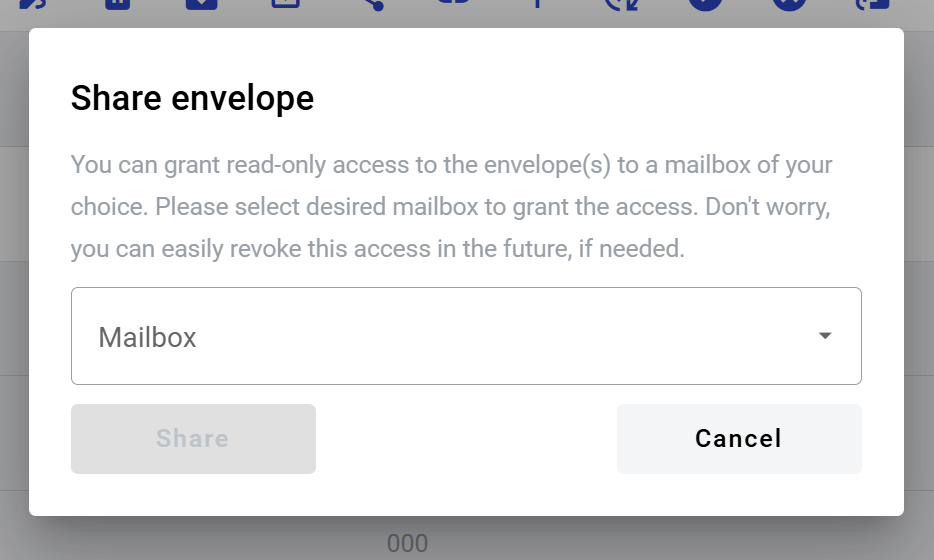 Share envelope
You can grant read-only access to the envelope(s) to a mailbox of your
choice. Please select desired mailbox to grant the access. Don't worry,
you can easily revoke this access in the future, if needed.
Mailbox
Share
Cancel
000